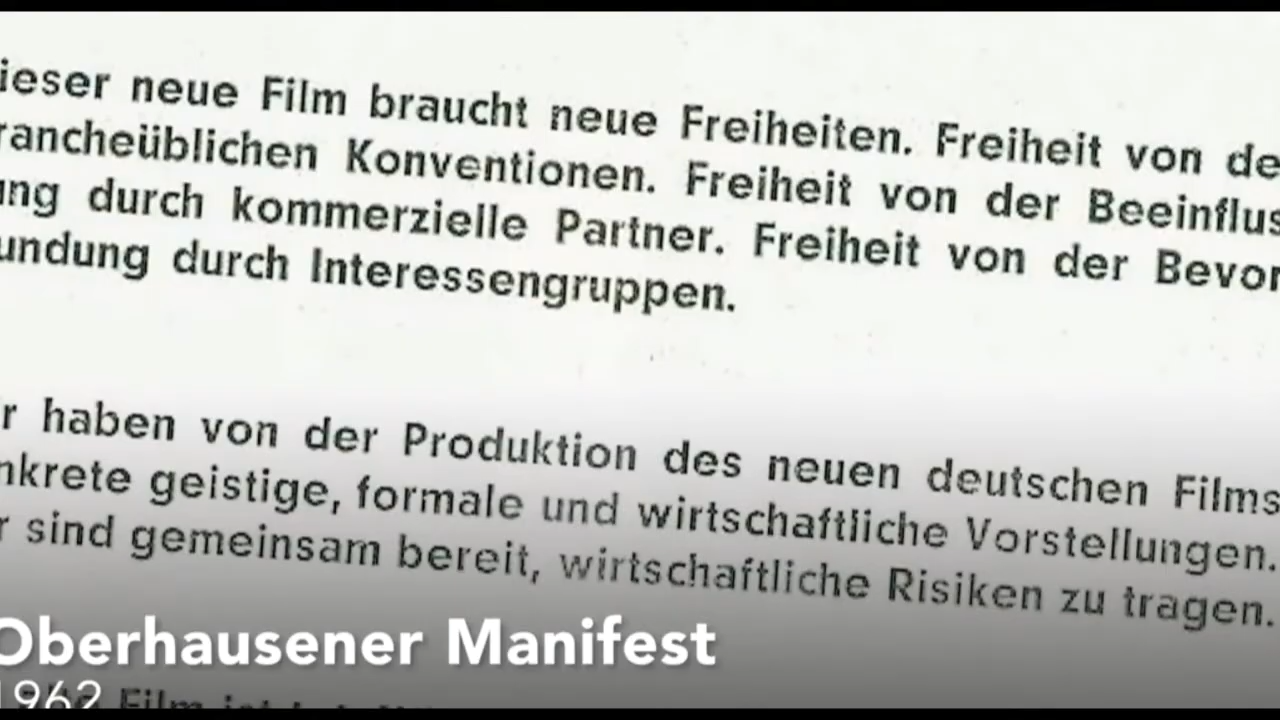 ieser neue Film braucht neue Freiheiten. Freiheit von de
rancheüblichen Konventionen. Freiheit von der Beeinflus
ung durch kommerzielle Partner. Freiheit von der Bevor
undung durch Interessengruppen.
r haben von der Produktion des neuen deutschen Films
nkrete geistige, formale und wirtschaftliche Vorstellungen.
r sind gemeinsam bereit, wirtschaftliche Risiken zu tragen.
Oberhausener Manifest
1962
Film